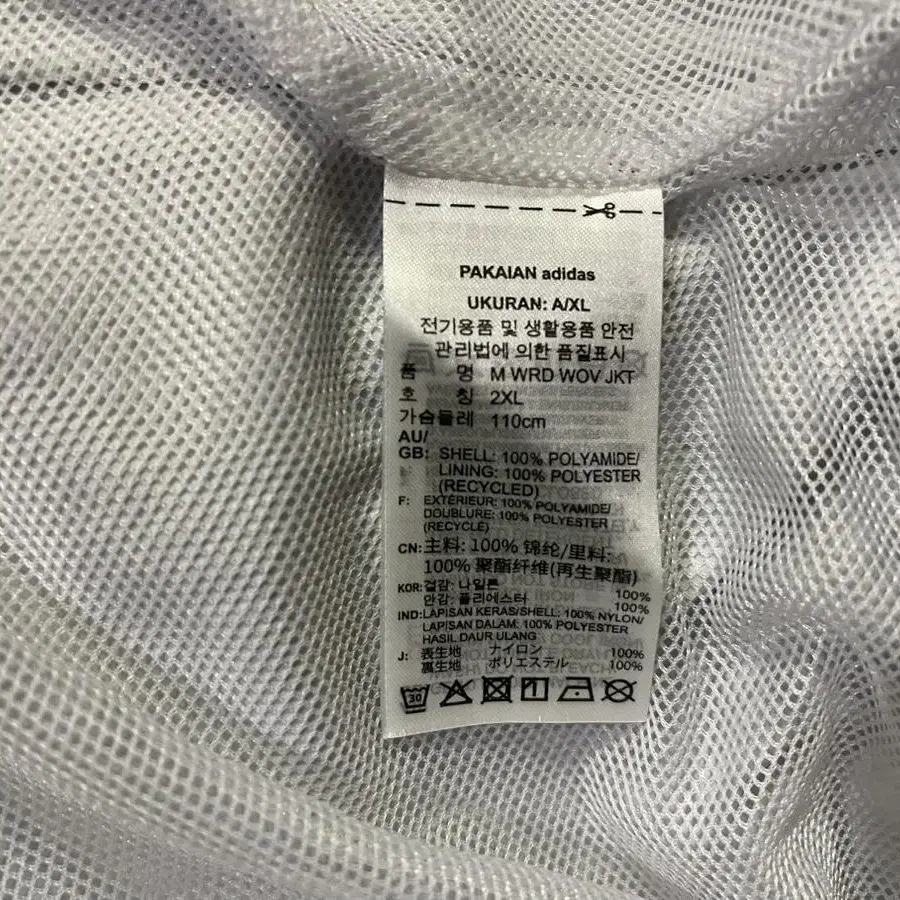 PAKAIAN adidas
UKURAN: A/XL
전기용품 및 생활용품 안전
관리법에 의한 품질표시
품 명 M WRD WOV JKT
호 칭 2XL
가슴둘레 110cm
AU/
GB: SHELL: 100% POLYAMIDE/
LINING: 100% POLYESTER
(RECYCLED)
F: EXTÉRIEUR: 100% POLYAMIDE/
DOUBLURE: 100% POLYESTER
(RECYCLÉ)
CN: 主料: 100% 锦纶/里料:
100% 聚酯纤维(再生聚酯)
KOR: 겉감: 나일론 100%
안감: 폴리에스터 100%
IND: LAPISAN KERAS/SHELL: 100% NYLON/
LAPISAN DALAM: 100% POLYESTER
HASIL DAUR ULANG
J: 表生地 ナイロン 100%
裏生地 ポリエステル 100%
30